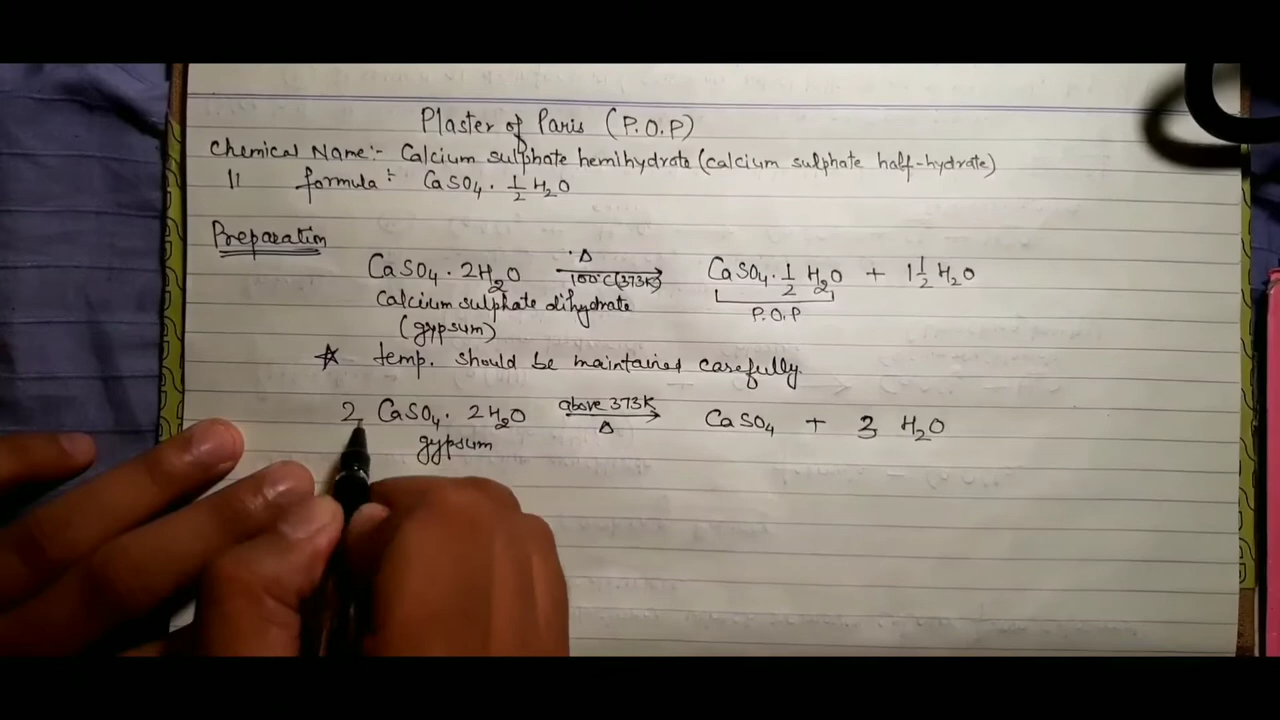 Plaster of Paris (P.O.P)
Chemical Name:- Calcium sulphate hemihydrate (calcium sulphate half-hydrate)
" formula :- CaSO₄ · 1/2 H₂O
Preparation
CaSO₄ · 2H₂O Δ 100°C(373K) → CaSO₄ · 1/2 H₂O + 1 1/2 H₂O
Calcium sulphate dihydrate P.O.P
(gypsum)
☆ temp. should be maintained carefully.
2 CaSO₄ · 2H₂O above 373K Δ → CaSO₄ + 3 H₂O
gypsum